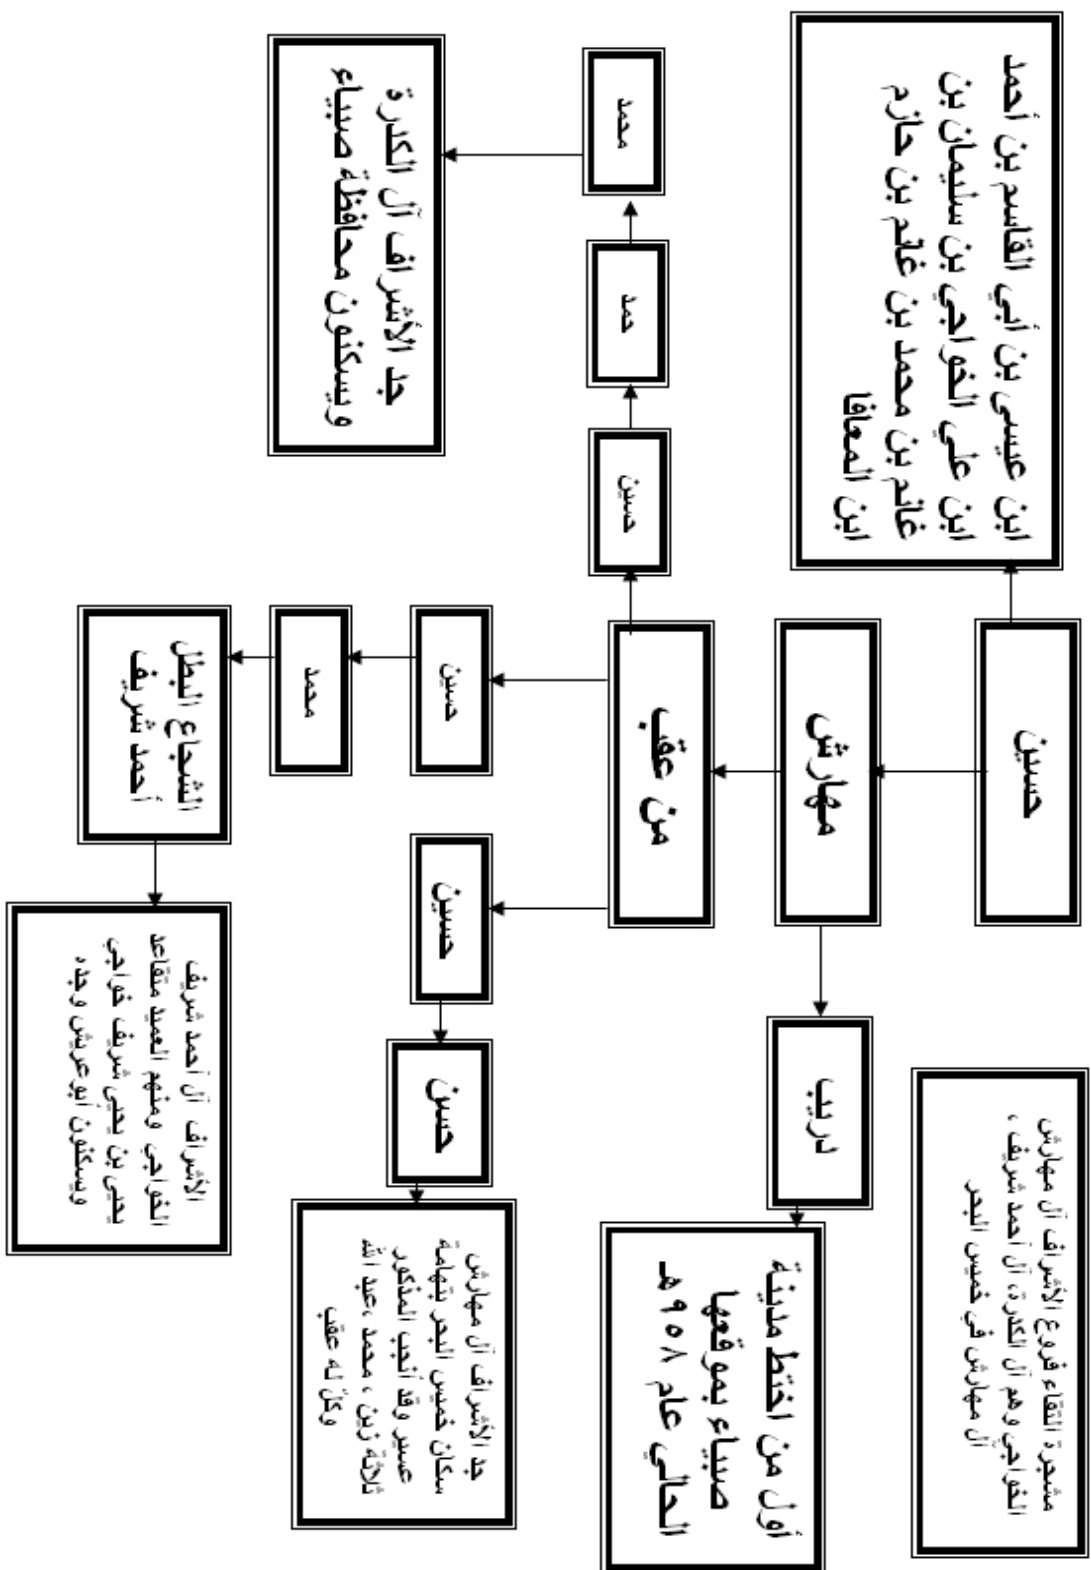 مشجرة التقاء فروع الأشراف آل مهارش
الخواجي وهم آل الكدرة، آل أحمد شريف ،
آل مهارش في خميس البحر
حسين
ابن عيسى بن أبي القاسم بن أحمد
ابن علي الخواجي بن سليمان بن
غانم بن محمد بن غانم بن حازم
ابن المعافا
مهارش
دريب
أول من اختط مدينة
صبياء بموقعها
الحالي عام ٩٥٨هـ
من عقب
حسين
حمد
محمد
جد الأشراف آل الكدرة
ويسكنون محافظة صبياء
حسين
محمد
الشجاع البطل
أحمد شريف
الأشراف آل أحمد شريف
الخواجي ومنهم العميد متقاعد
يحيى بن يحيى شريف خواجي
ويسكنون أبو عريش وجده
حسين
حسن
جد الأشراف آل مهارش
سكان خميس البحر بتهامة
عسير وقد أنجب المذكور
ثلاثة زين ، محمد ،عبد الله
وكل له عقب